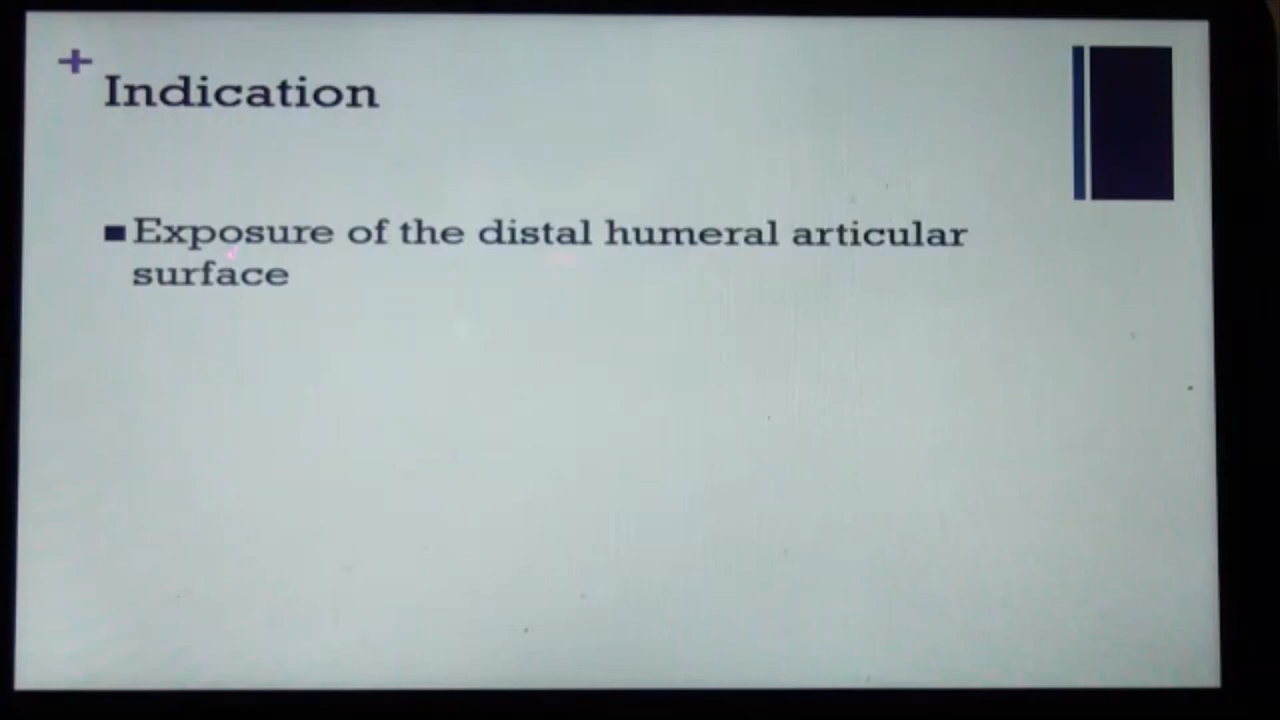 +
Indication
Exposure of the distal humeral articular
surface